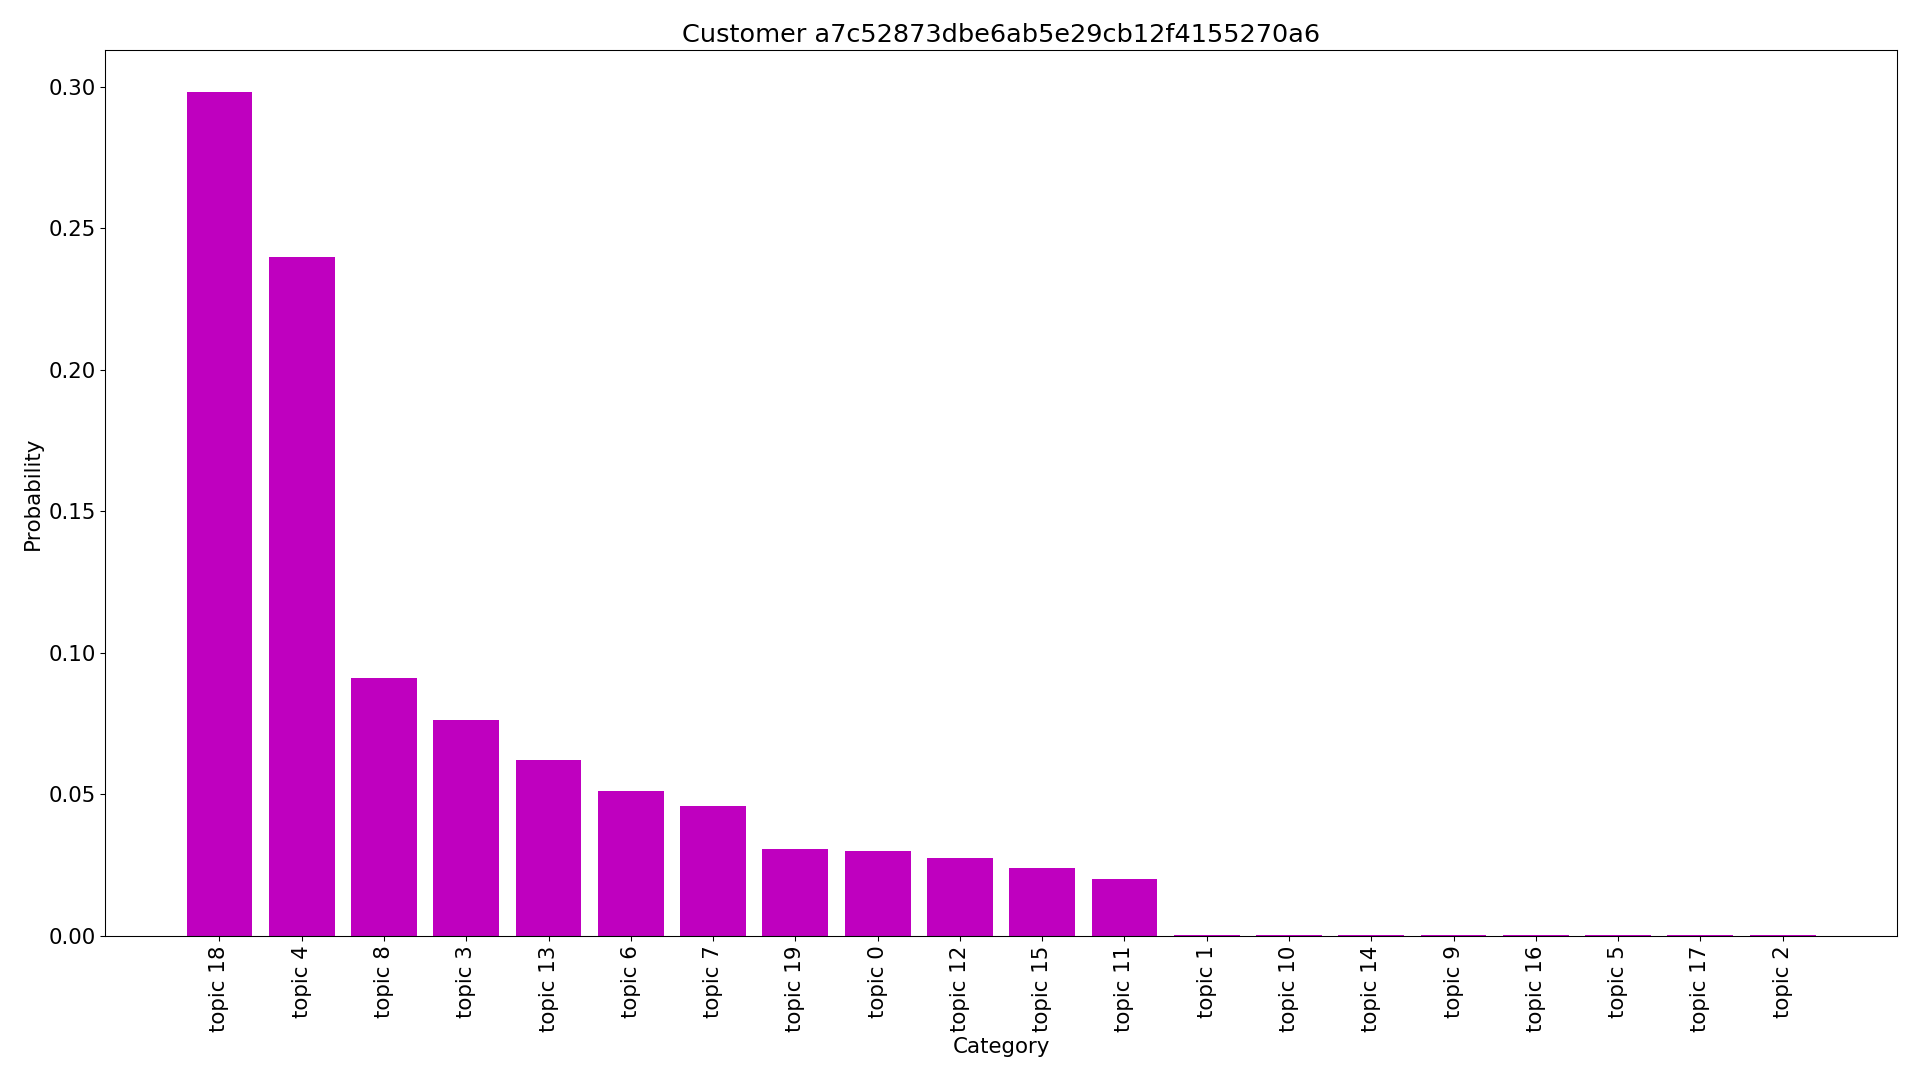 Customer a7c52873dbe6ab5e29cb12f4155270a6
Probability
0.30
0.25
0.20
0.15
0.10
0.05
0.00
topic 18
topic 4
topic 8
topic 3
topic 13
topic 6
topic 7
topic 19
topic 0
topic 12
topic 15
topic 11
topic 1
topic 10
topic 14
topic 9
topic 16
topic 5
topic 17
topic 2
Category